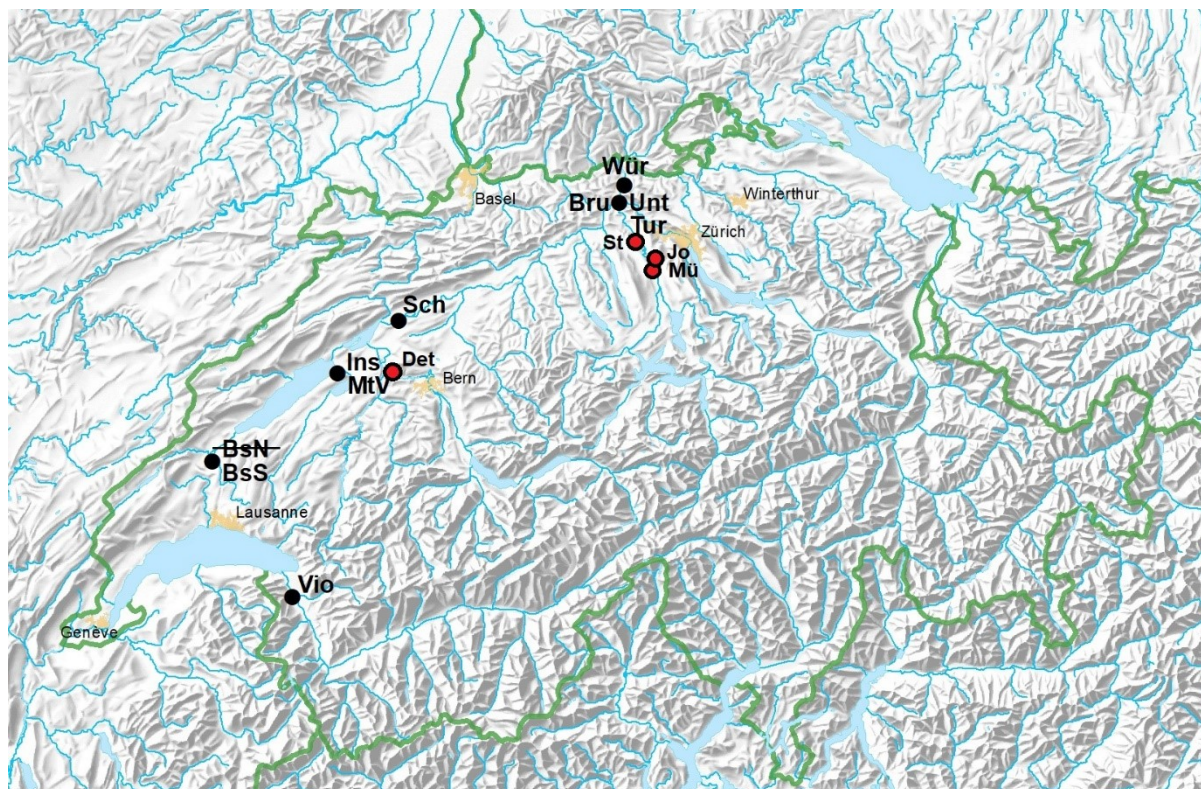 Wür
Basel
Bru
Unt
Winterthur
Tur
St
Zürich
Jo
Mü
Sch
Ins
Det
MtV
Bern
BsN
BsS
Lausanne
Vio
Genève